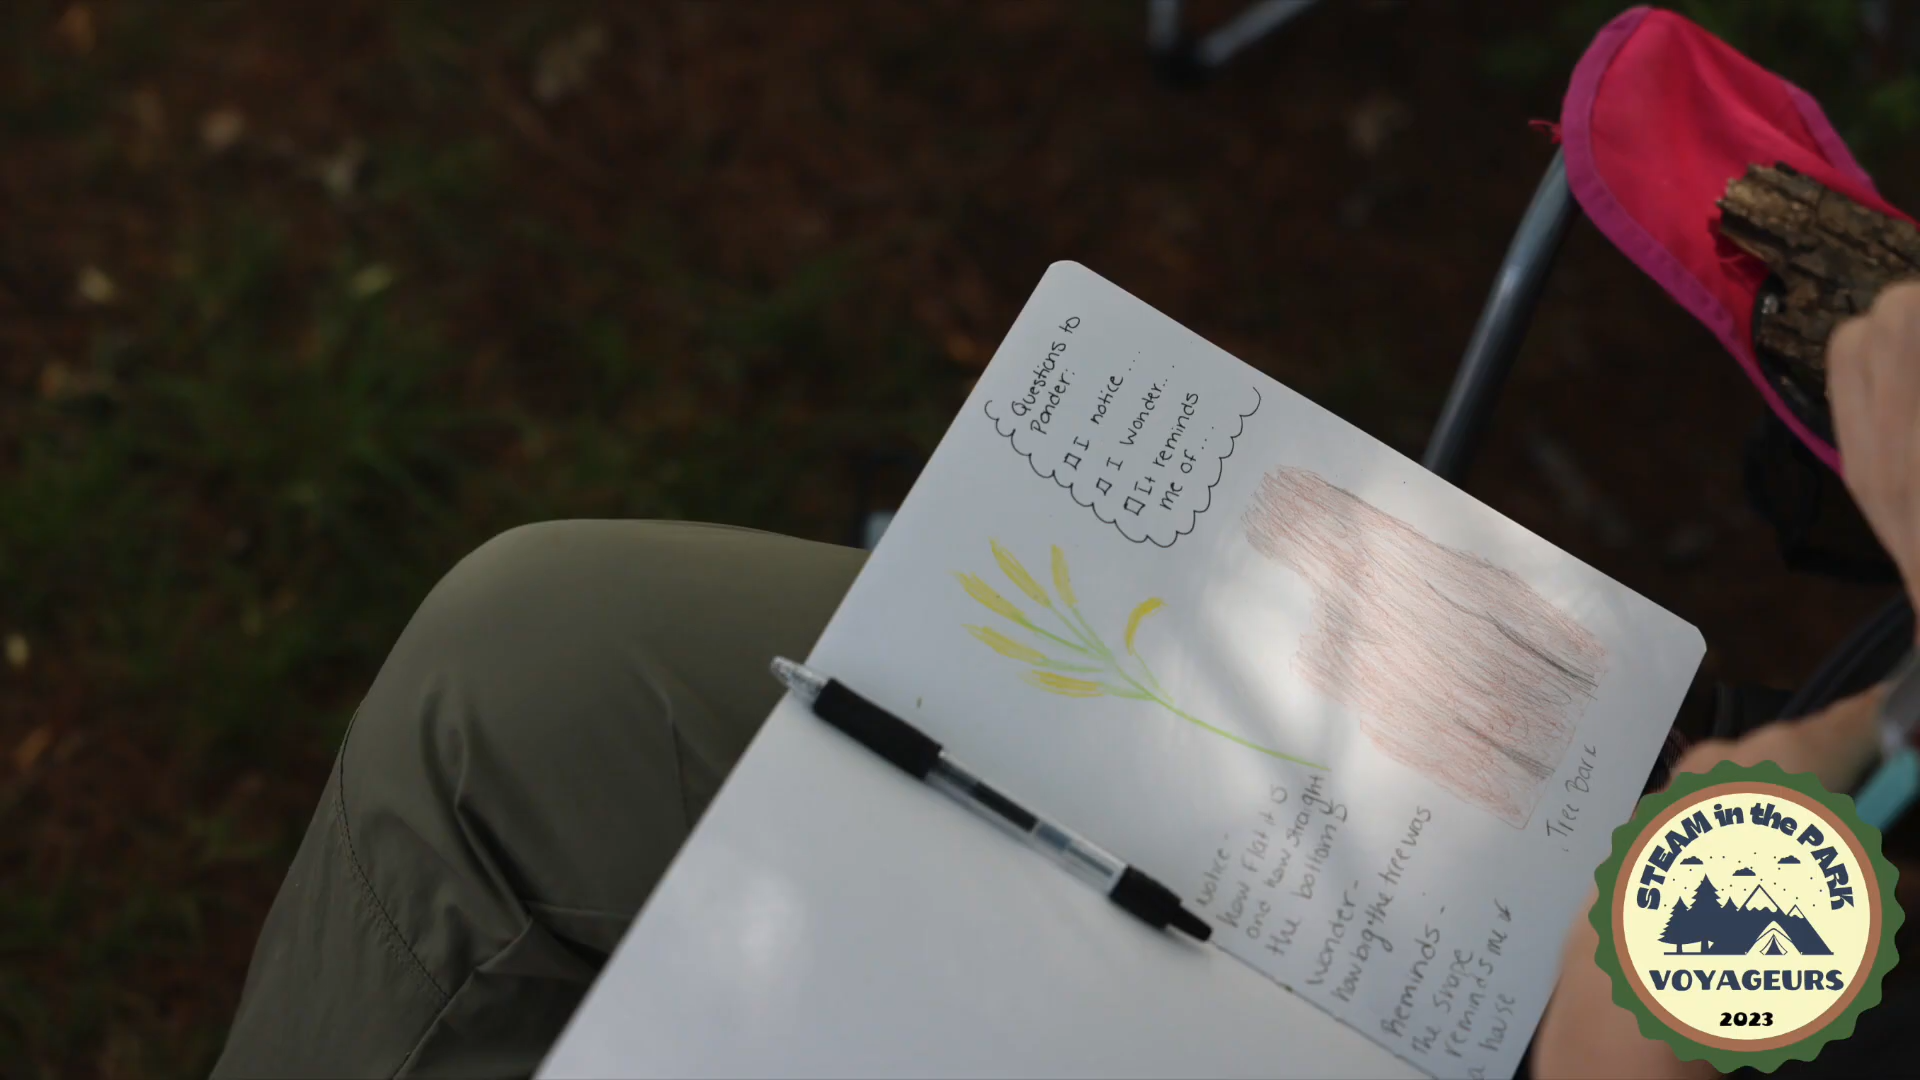 Questions to
Ponder:
I notice...
I wonder...
It reminds
me of...
Tree Bark
Notice-
how flat it is
and how straight
the bottom is
Wonder-
how big the tree was
Reminds-
the shape
reminds me of
a house
STEAM in the PARK
VOYAGEURS
2023